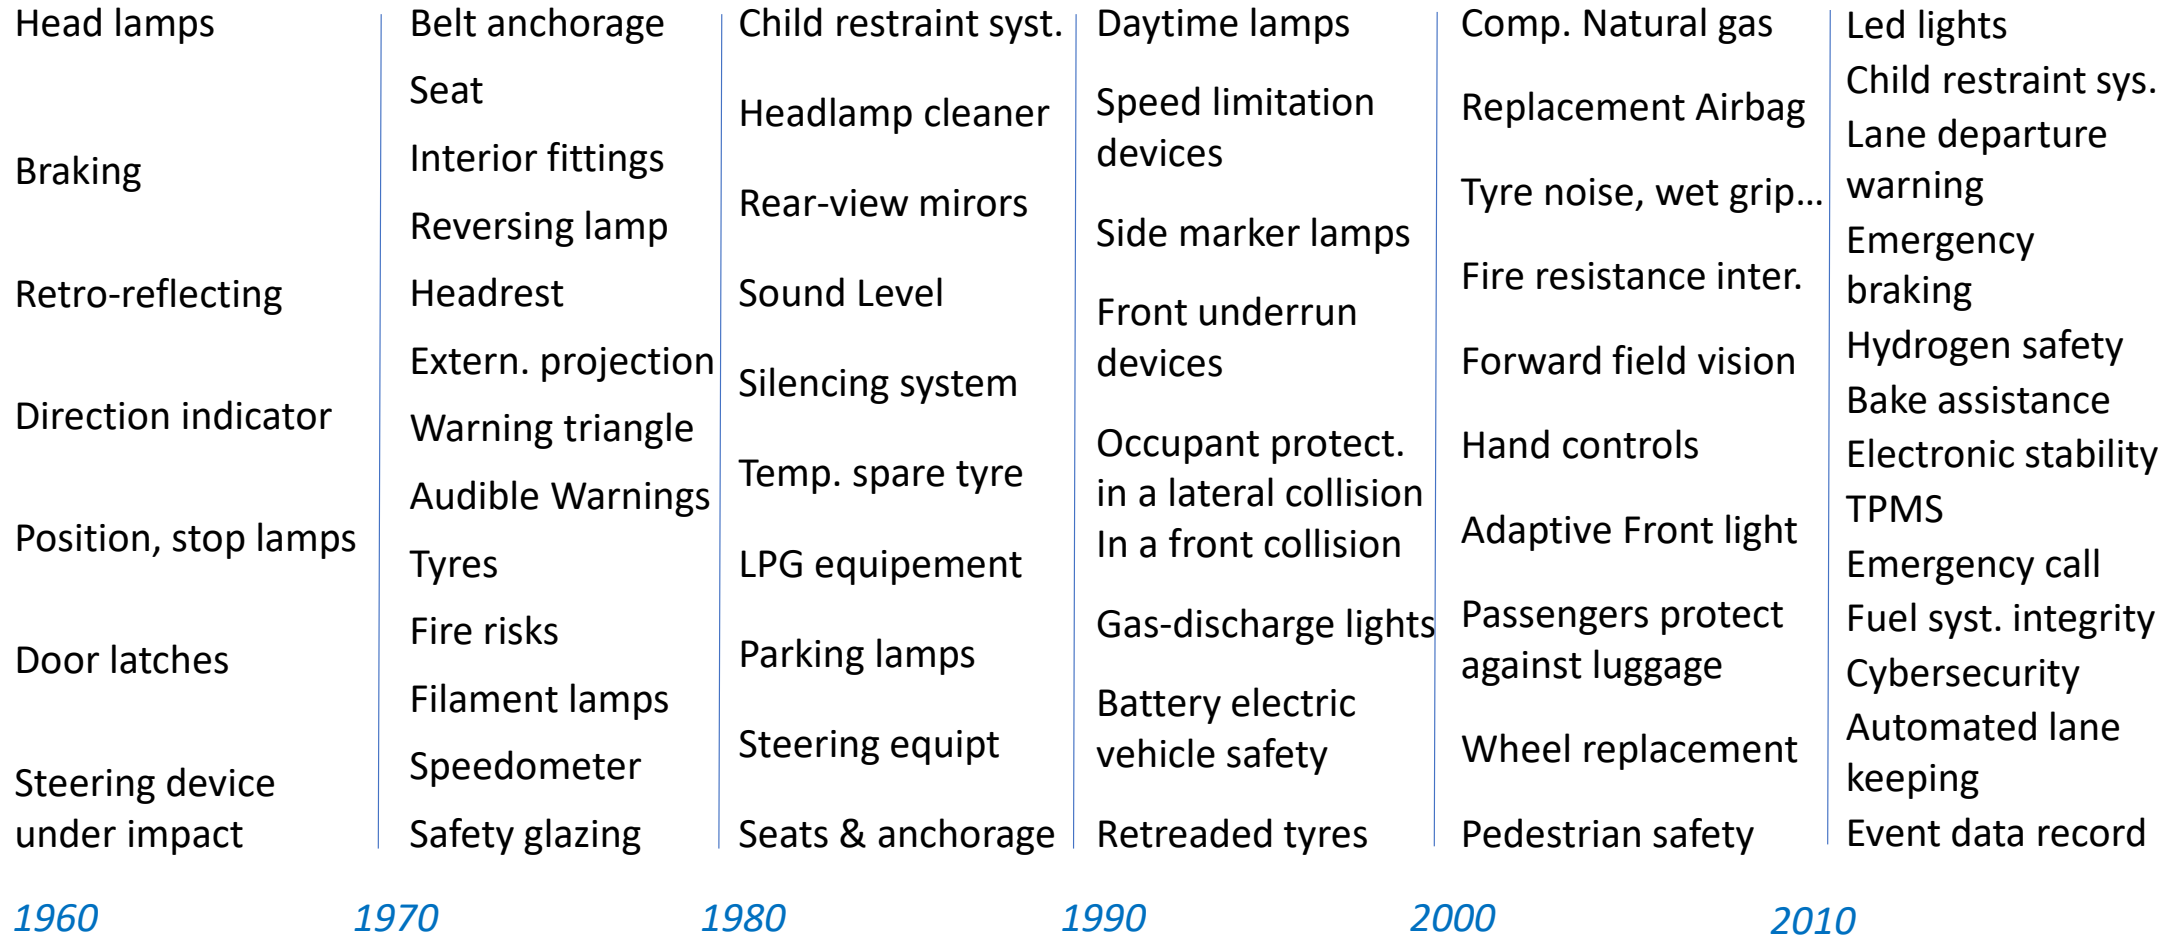 Head lamps
Braking
Retro-reflecting
Direction indicator
Position, stop lamps
Door latches
Steering device
under impact
Belt anchorage
Seat
Interior fittings
Reversing lamp
Headrest
Extern. projection
Warning triangle
Audible Warnings
Tyres
Fire risks
Filament lamps
Speedometer
Safety glazing
Child restraint syst.
Headlamp cleaner
Rear-view mirors
Sound Level
Silencing system
Temp. spare tyre
LPG equipement
Parking lamps
Steering equipt
Seats & anchorage
Daytime lamps
Speed limitation
devices
Side marker lamps
Front underrun
devices
Occupant protect.
in a lateral collision
In a front collision
Gas-discharge lights
Battery electric
vehicle safety
Retreaded tyres
Comp. Natural gas
Replacement Airbag
Tyre noise, wet grip...
Fire resistance inter.
Forward field vision
Hand controls
Adaptive Front light
Passengers protect
against luggage
Wheel replacement
Pedestrian safety
Led lights
Child restraint sys.
Lane departure
warning
Emergency
braking
Hydrogen safety
Bake assistance
Electronic stability
TPMS
Emergency call
Fuel syst. integrity
Cybersecurity
Automated lane
keeping
Event data record
1960
1970
1980
1990
2000
2010